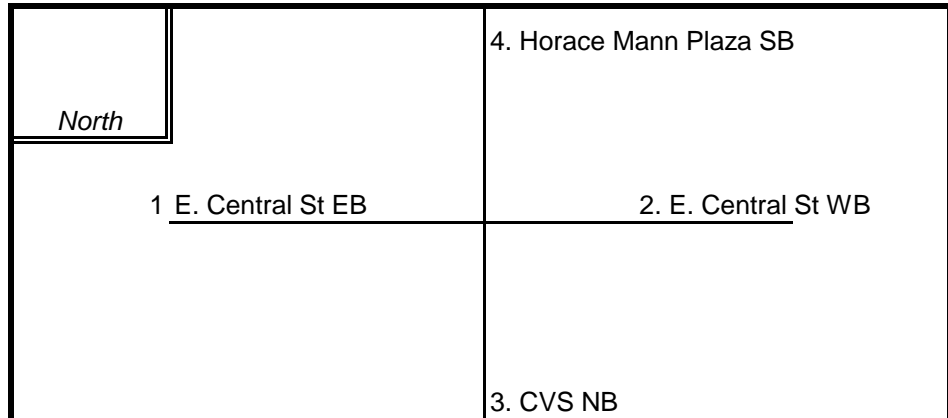 4. Horace Mann Plaza SB
North
1 E. Central St EB
2. E. Central St WB
3. CVS NB